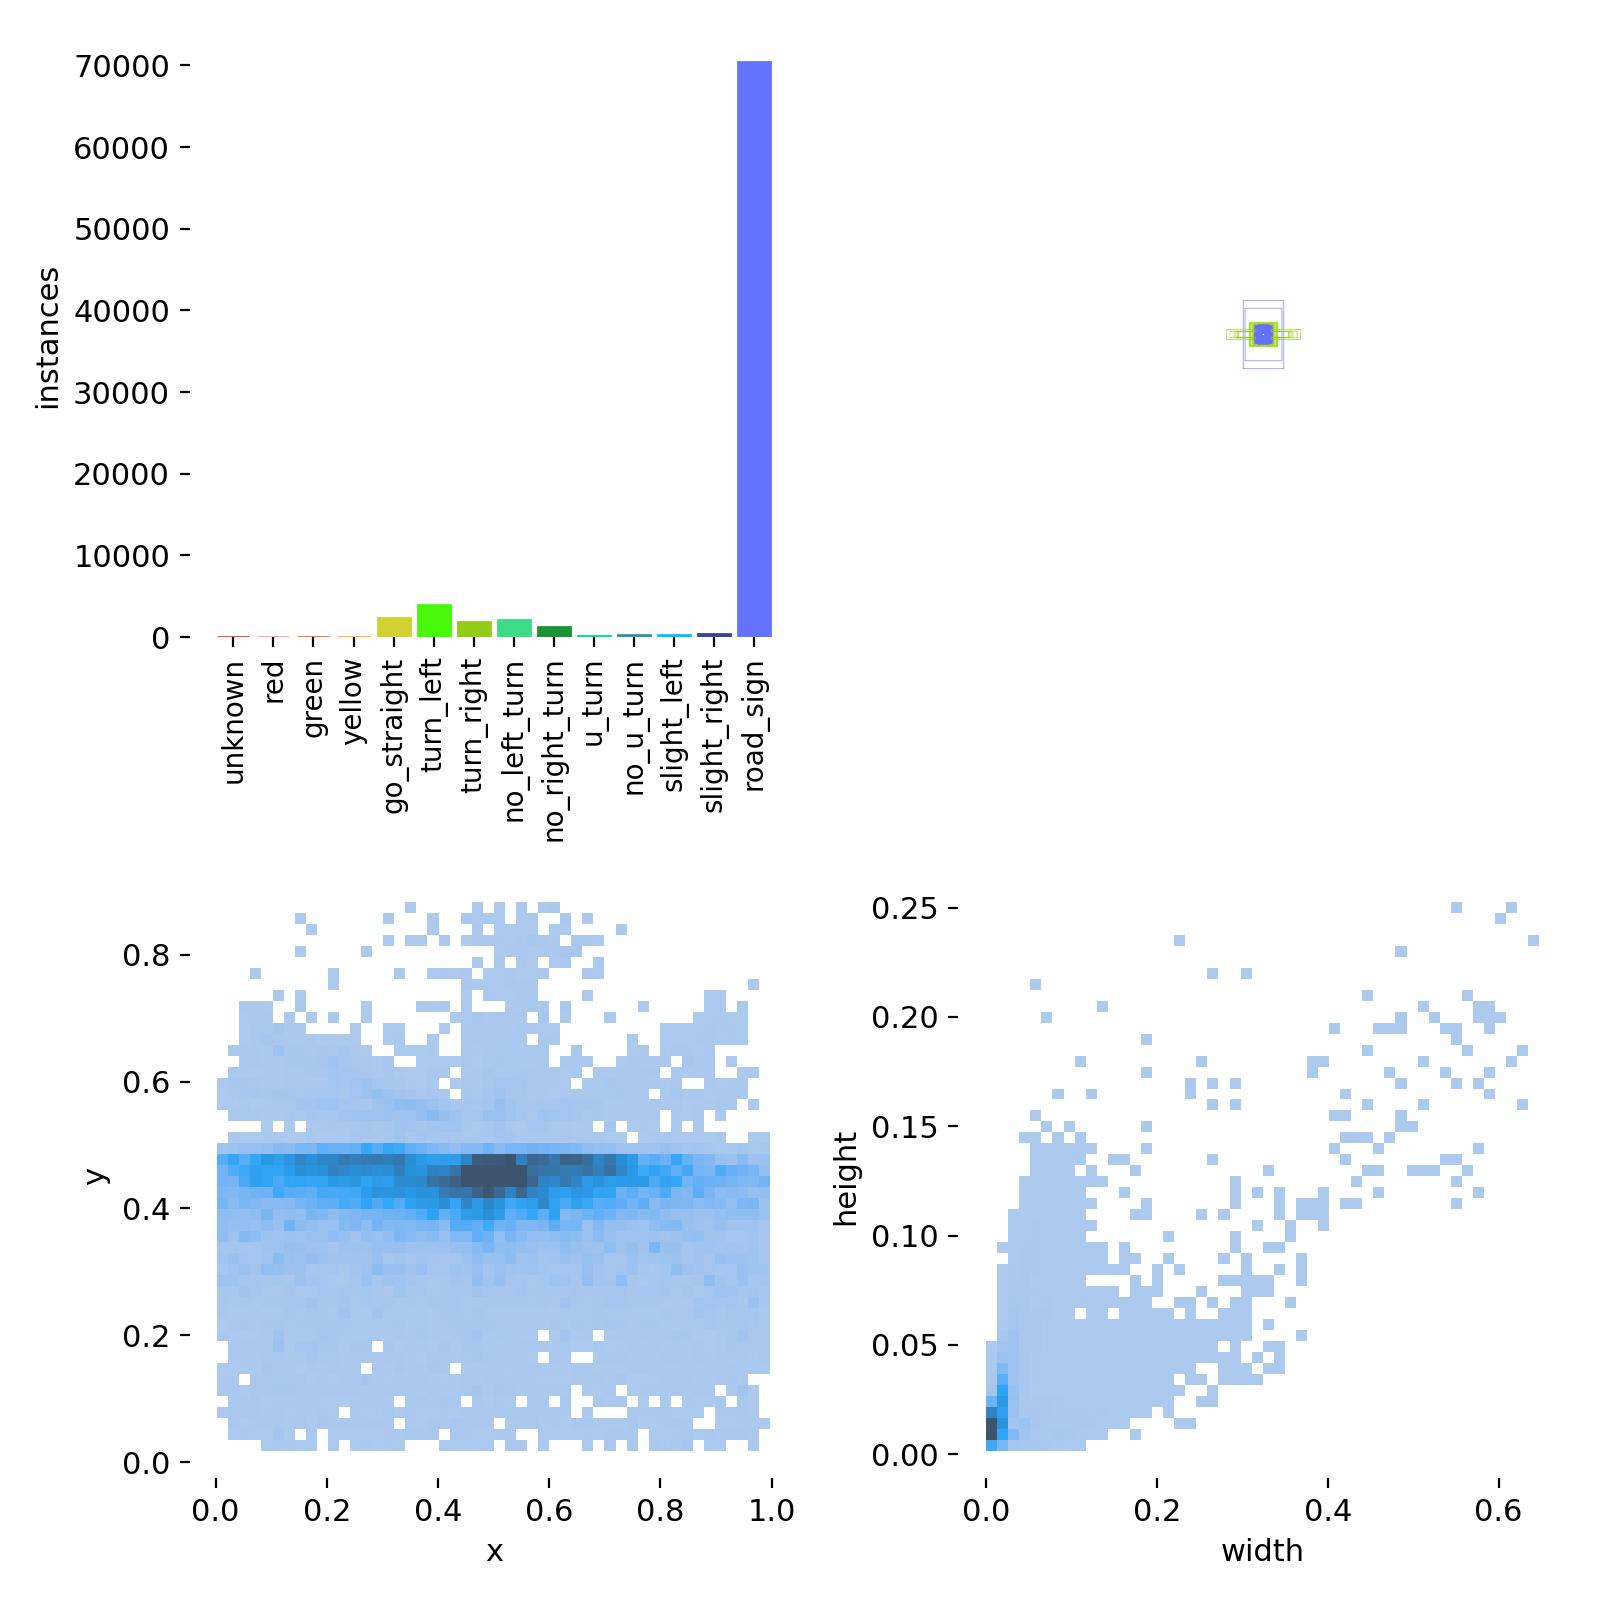 70000
60000
50000
40000
30000
20000
10000
0
instances
unknown
red
green
yellow
go_straight
turn_left
turn_right
no_left_turn
no_right_turn
u_turn
no_u_turn
slight_left
slight_right
road_sign
0.8
0.6
0.4
0.2
0.0
y
0.0 0.2 0.4 0.6 0.8 1.0
x
0.25
0.20
0.15
0.10
0.05
0.00
height
0.0 0.2 0.4 0.6
width